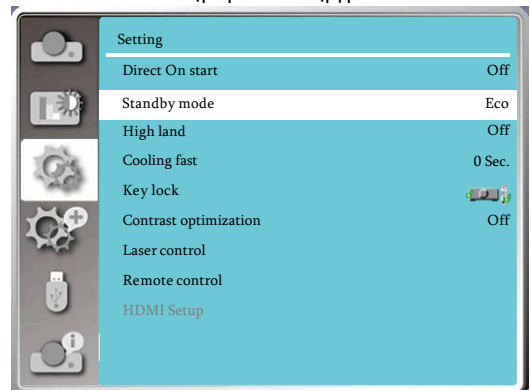 Setting
Direct On start Off
Standby mode Eco
High land Off
Cooling fast 0 Sec.
Key lock
Contrast optimization Off
Laser control
Remote control
HDMI Setup